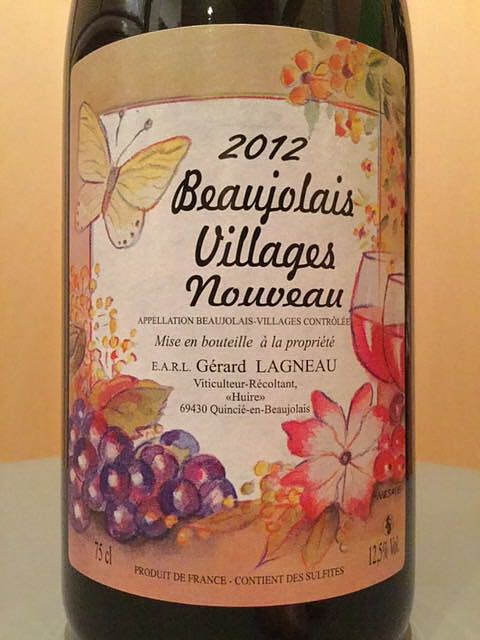 2012
Beaujolais
Villages
Nouveau
APPELLATION BEAUJOLAIS-VILLAGES CONTRÔLÉE
Mise en bouteille à la propriété
E.A.R.L. Gérard LAGNEAU
Viticulteur-Récoltant,
«Huire»
69430 Quincié-en-Beaujolais
75 cl
12,5% Vol.
PRODUIT DE FRANCE - CONTIENT DES SULFITES